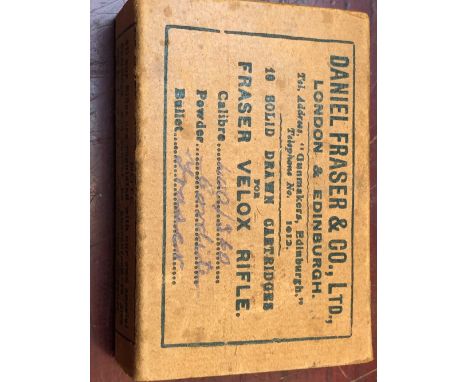 DANIEL FRASER & CO., LTD.,
LONDON & EDINBURGH.
Tel. Address, "Gunmakers, Edinburgh."
Telephone No. 1612.
10 SOLID DRAWN CARTRIDGES
FOR
FRASER VELOX RIFLE.
Calibre
Powder
Bullet